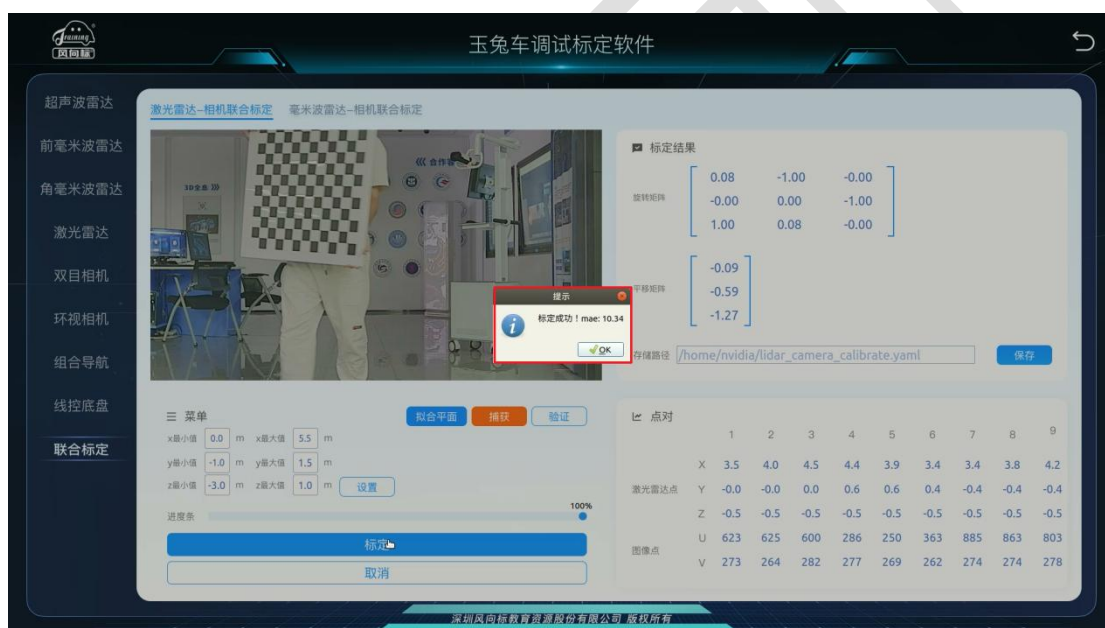 Training
风向标
玉兔车调试标定软件
超声波雷达
前毫米波雷达
角毫米波雷达
激光雷达
双目相机
环视相机
组合导航
线控底盘
联合标定
激光雷达-相机联合标定 毫米波雷达-相机联合标定
合作
标定结果
旋转矩阵
0.08 -1.00 -0.00
-0.00 0.00 -1.00
1.00 0.08 -0.00
平移矩阵
-0.09
-0.59
-1.27
提示
标定成功！mae: 10.34
OK
存储路径 /home/nvidia/lidar_camera_calibrate.yaml 保存
菜单 拟合平面 捕获 验证
x最小值 0.0 m x最大值 5.5 m
y最小值 -1.0 m y最大值 1.5 m
z最小值 -3.0 m z最大值 1.0 m 设置
进度条 100%
标定
取消
点对
1 2 3 4 5 6 7 8 9
激光雷达点
X 3.5 4.0 4.5 4.4 3.9 3.4 3.4 3.8 4.2
Y -0.0 -0.0 0.0 0.6 0.6 0.4 -0.4 -0.4 -0.4
Z -0.5 -0.5 -0.5 -0.5 -0.5 -0.5 -0.5 -0.5 -0.5
图像点
U 623 625 600 286 250 363 885 863 803
V 273 264 282 277 269 262 274 274 278
深圳风向标教育资源股份有限公司 版权所有